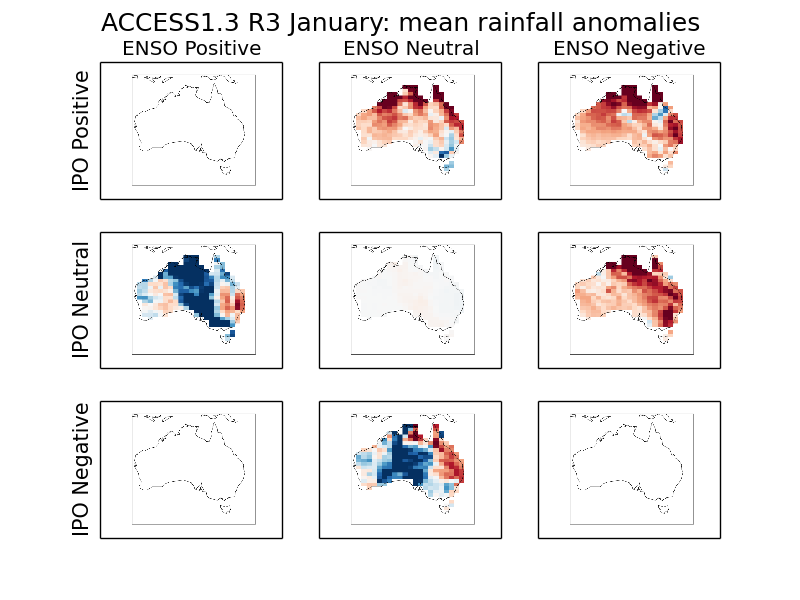 ACCESS1.3 R3 January: mean rainfall anomalies
ENSO Positive
ENSO Neutral
ENSO Negative
IPO Positive
IPO Neutral
IPO Negative